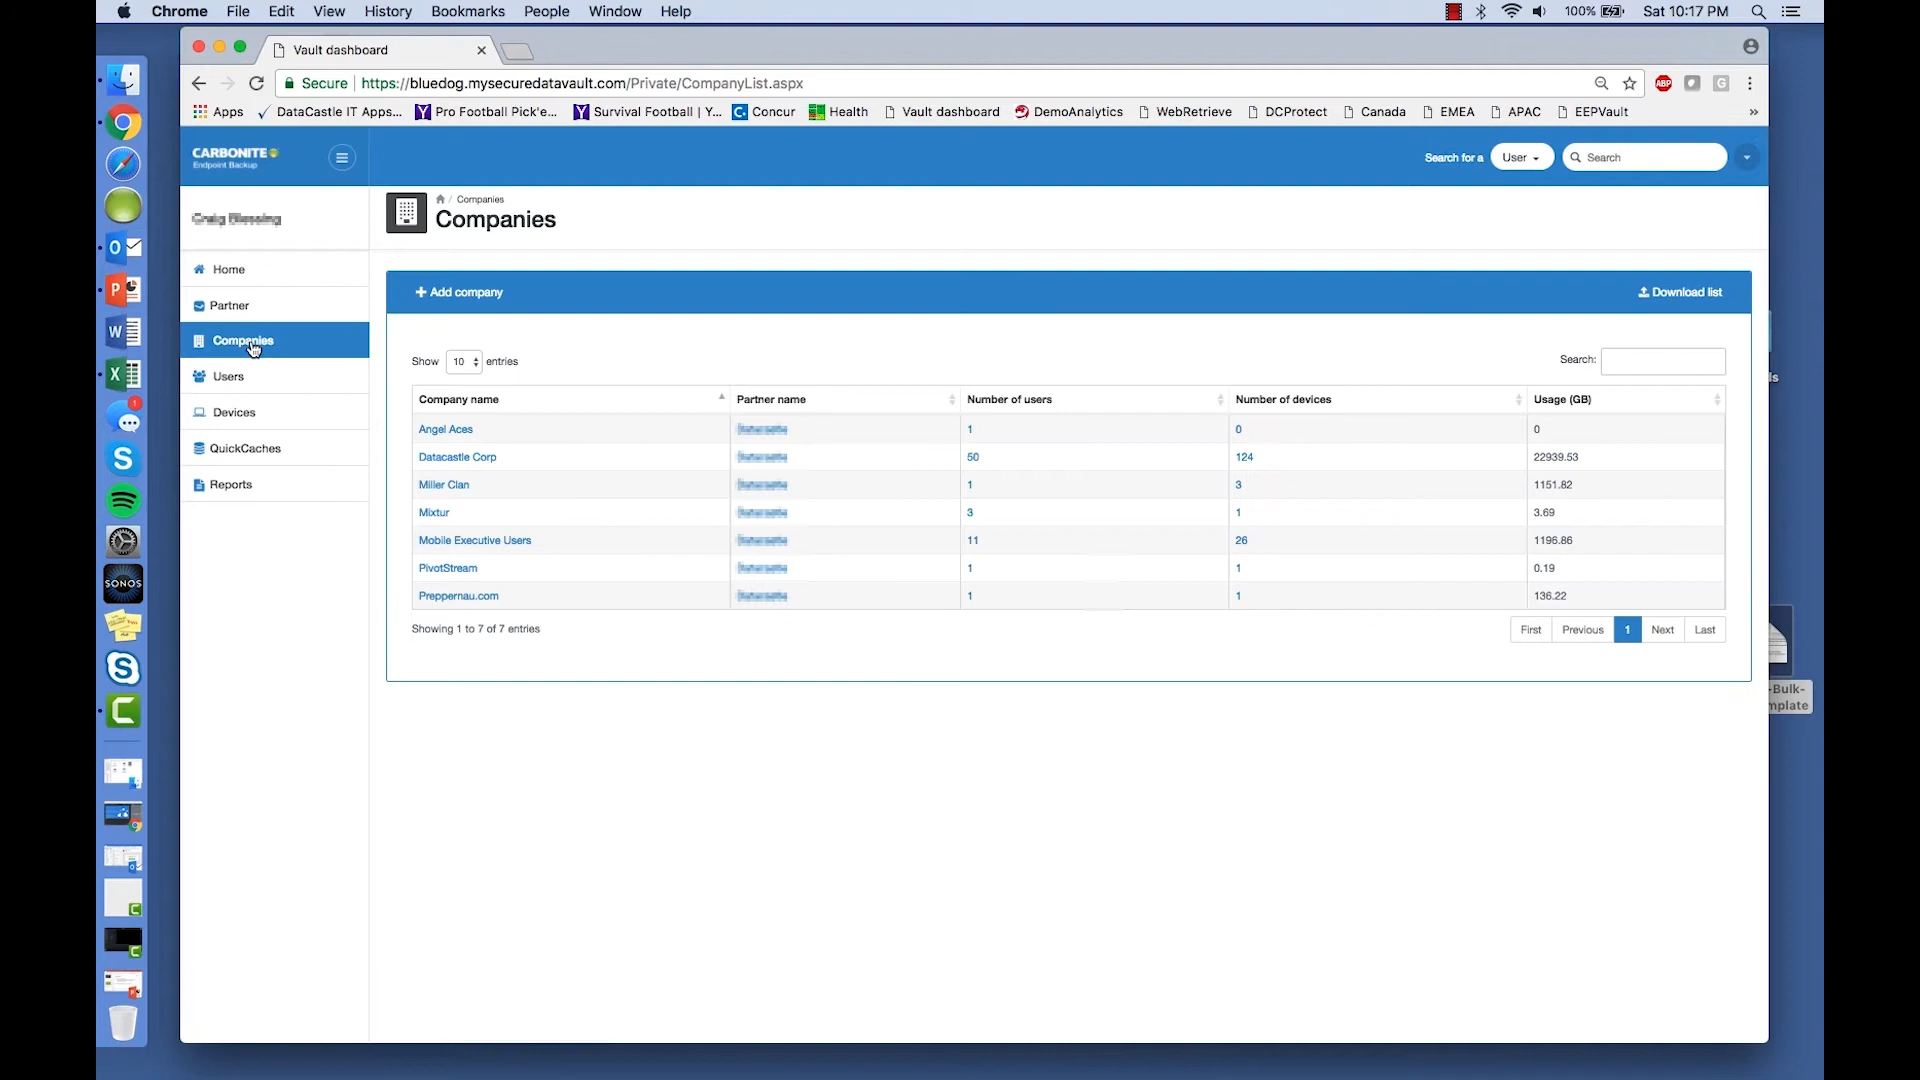 Chrome File Edit View History Bookmarks People Window Help 100% Sat 10:17 PM
Vault dashboard
Secure https://bluedog.mysecuredatavault.com/Private/CompanyList.aspx ABP G
Apps DataCastle IT Apps... Pro Football Pick'e... Survival Football | Y... Concur Health Vault dashboard DemoAnalytics WebRetrieve DCProtect Canada EMEA APAC EEPVault »
CARBONITE
Endpoint Backup
Search for a User Search
Home
Partner
Companies
Users
Devices
QuickCaches
Reports
/ Companies
Companies
+ Add company Download list
Show 10 entries Search:
Company name Partner name Number of users Number of devices Usage (GB)
Angel Aces 1 0 0
Datacastle Corp 50 124 22939.53
Miller Clan 1 3 1151.82
Mixtur 3 1 3.69
Mobile Executive Users 11 26 1196.86
PivotStream 1 1 0.19
Preppernau.com 1 1 136.22
Showing 1 to 7 of 7 entries First Previous 1 Next Last
SONOS
-Bulk-